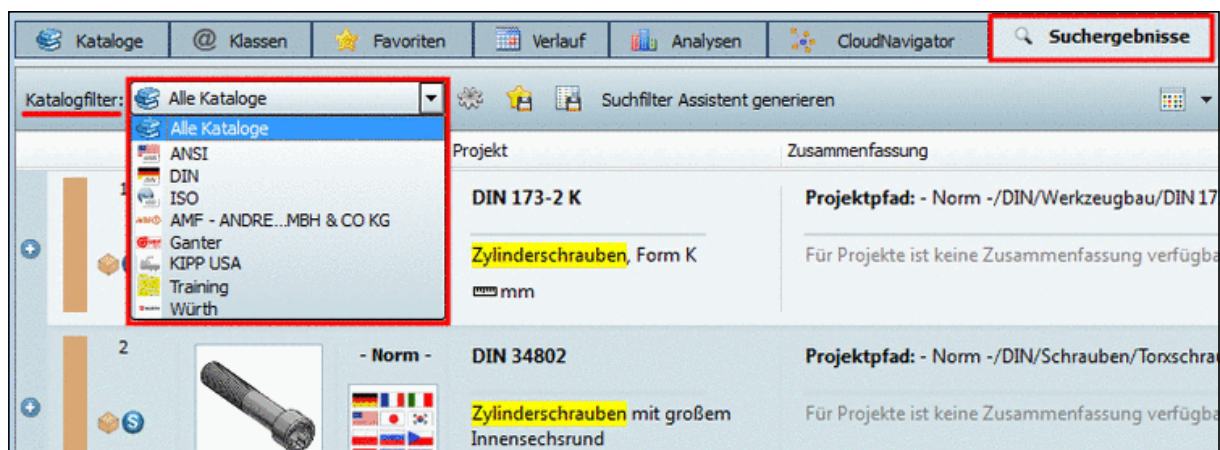 Kataloge Klassen Favoriten Verlauf Analysen CloudNavigator Suchergebnisse
Katalogfilter: Alle Kataloge Suchfilter Assistent generieren
Alle Kataloge
ANSI
DIN
ISO
AMF - ANDRE...MBH & CO KG
Ganter
KIPP USA
Training
Würth
Projekt Zusammenfassung
1
DIN 173-2 K Projektpfad: - Norm -/DIN/Werkzeugbau/DIN 17
Zylinderschrauben, Form K Für Projekte ist keine Zusammenfassung verfügba
mm
2 - Norm - DIN 34802 Projektpfad: - Norm -/DIN/Schrauben/Torxschrau
S Zylinderschrauben mit großem Für Projekte ist keine Zusammenfassung verfügba
Innensechsrund